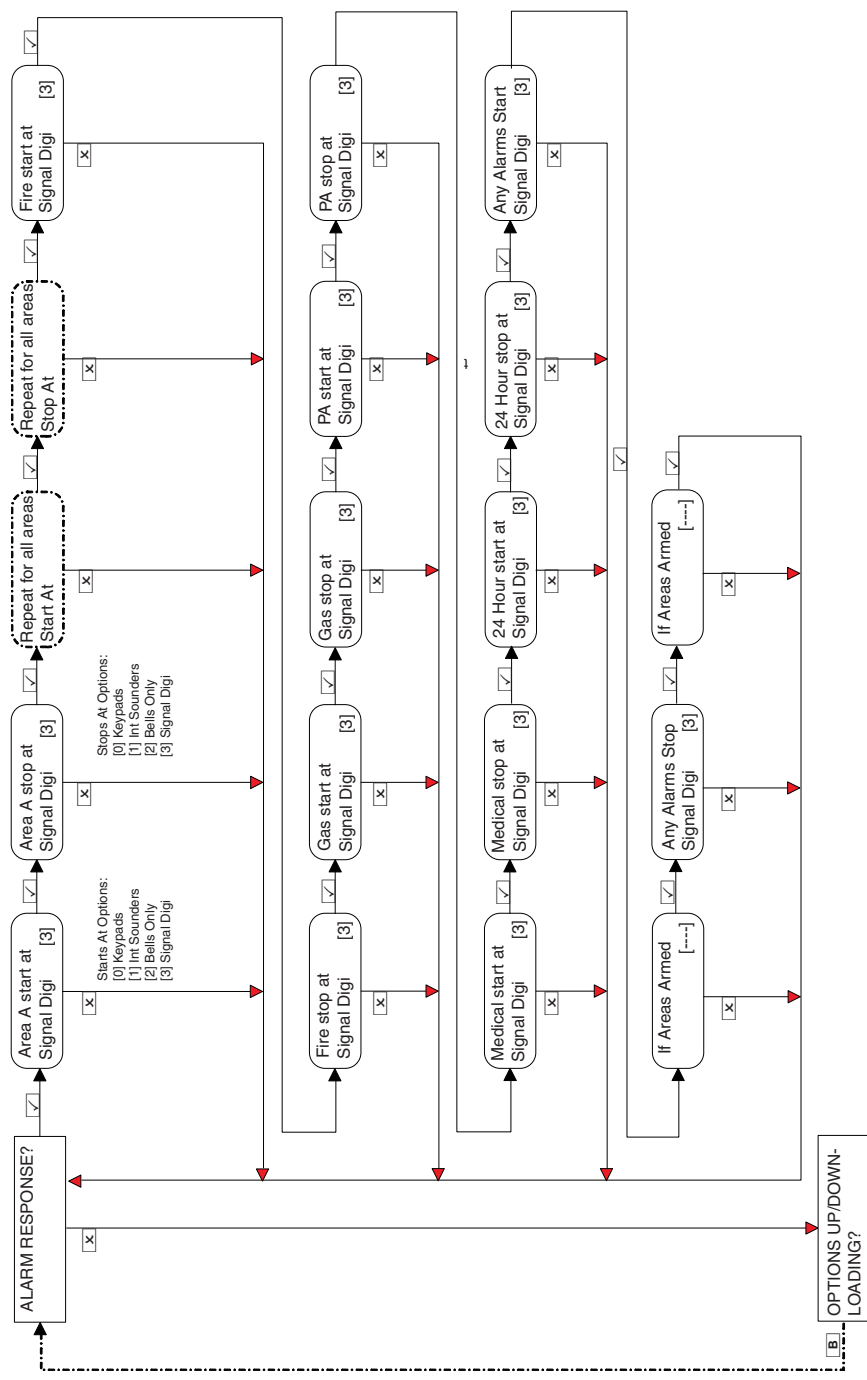 ALARM RESPONSE?
✓
Area A start at
Signal Digi [3]
✓
Area A stop at
Signal Digi [3]
✓
Repeat for all areas
Start At
✓
Repeat for all areas
Stop At
✓
Fire start at
Signal Digi [3]
✓
x
x
x
x
x
x
Starts At Options:
[0] Keypads
[1] Int Sounders
[2] Bells Only
[3] Signal Digi
Stops At Options:
[0] Keypads
[1] Int Sounders
[2] Bells Only
[3] Signal Digi
Fire stop at
Signal Digi [3]
✓
Gas start at
Signal Digi [3]
✓
Gas stop at
Signal Digi [3]
✓
PA start at
Signal Digi [3]
✓
PA stop at
Signal Digi [3]
x
x
x
x
x
Medical start at
Signal Digi [3]
✓
Medical stop at
Signal Digi [3]
✓
24 Hour start at
Signal Digi [3]
✓
24 Hour stop at
Signal Digi [3]
✓
Any Alarms Start
Signal Digi [3]
x
x
x
x
x
✓
If Areas Armed
[----]
✓
Any Alarms Stop
Signal Digi [3]
✓
If Areas Armed
[----]
✓
x
x
x
B
OPTIONS UP/DOWN-
LOADING?